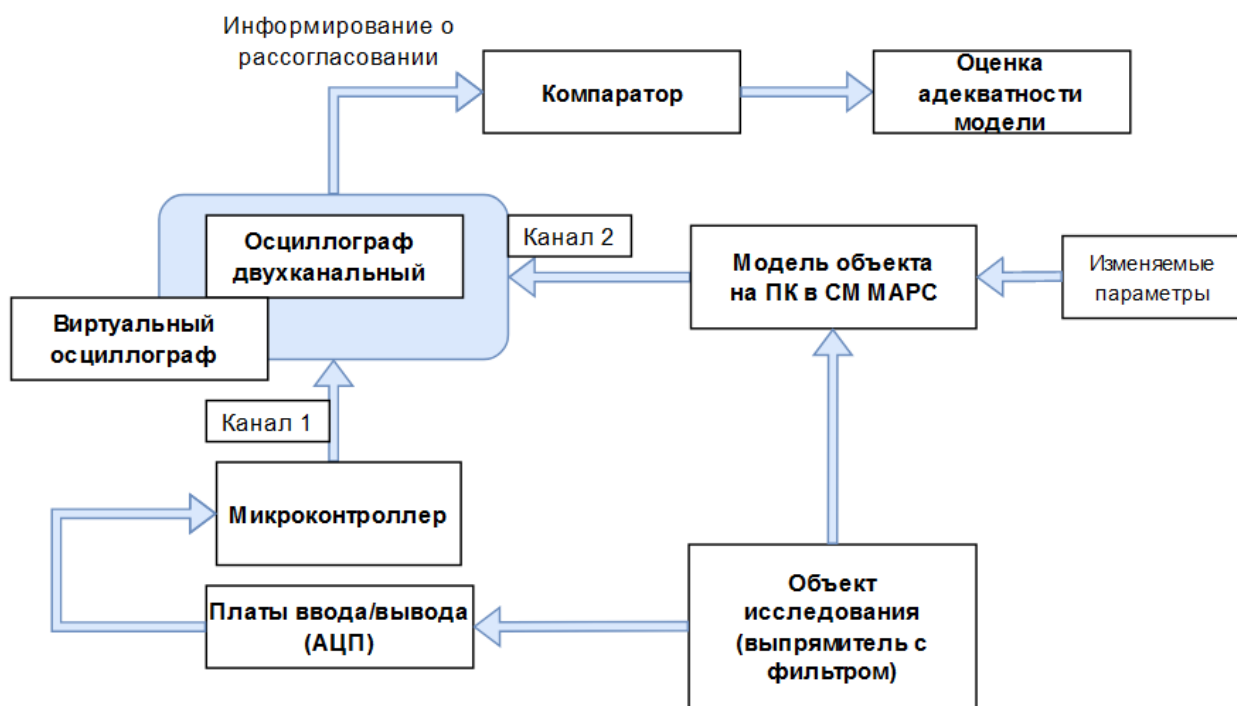 Информирование о
рассогласовании
Компаратор
Оценка
адекватности
модели
Осциллограф
двухканальный
Канал 2
Модель объекта
на ПК в СМ МАРС
Изменяемые
параметры
Виртуальный
осциллограф
Канал 1
Микроконтроллер
Платы ввода/вывода
(АЦП)
Объект
исследования
(выпрямитель с
фильтром)